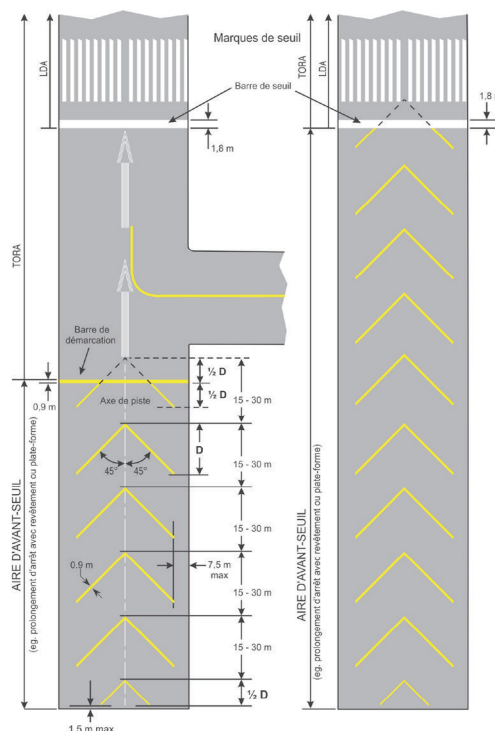 Marques de seuil
LDA
TORA
LDA
Barre de seuil
1,8 m
1,8
TORA
Barre de
démarcation
0,9 m
Axe de piste
½ D
½ D
15 - 30 m
D
45°
45°
15 - 30 m
15 - 30 m
0.9 m
7,5 m
max
15 - 30 m
15 - 30 m
½ D
1,5 m max
AIRE D'AVANT-SEUIL
(eg. prolongement d'arrêt avec revêtement ou plate-forme)
AIRE D'AVANT-SEUIL
(eg. prolongement d'arrêt avec revêtement ou plate-forme)